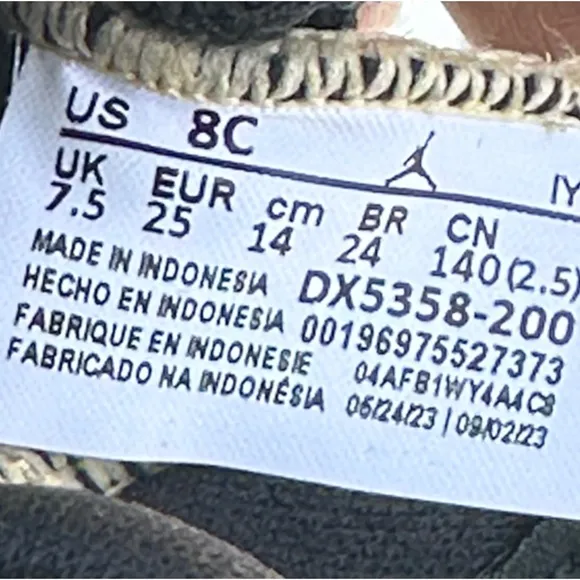 US 8C IY
UK EUR cm BR CN
7.5 25 14 24 140(2.5)
MADE IN INDONESIA DX5358-200
HECHO EN INDONESIA 00196975527373
FABRIQUE EN INDONESIE 04AFB1WY4A4C8
FABRICADO NA INDONÉSIA 06/24/23 | 09/02/23